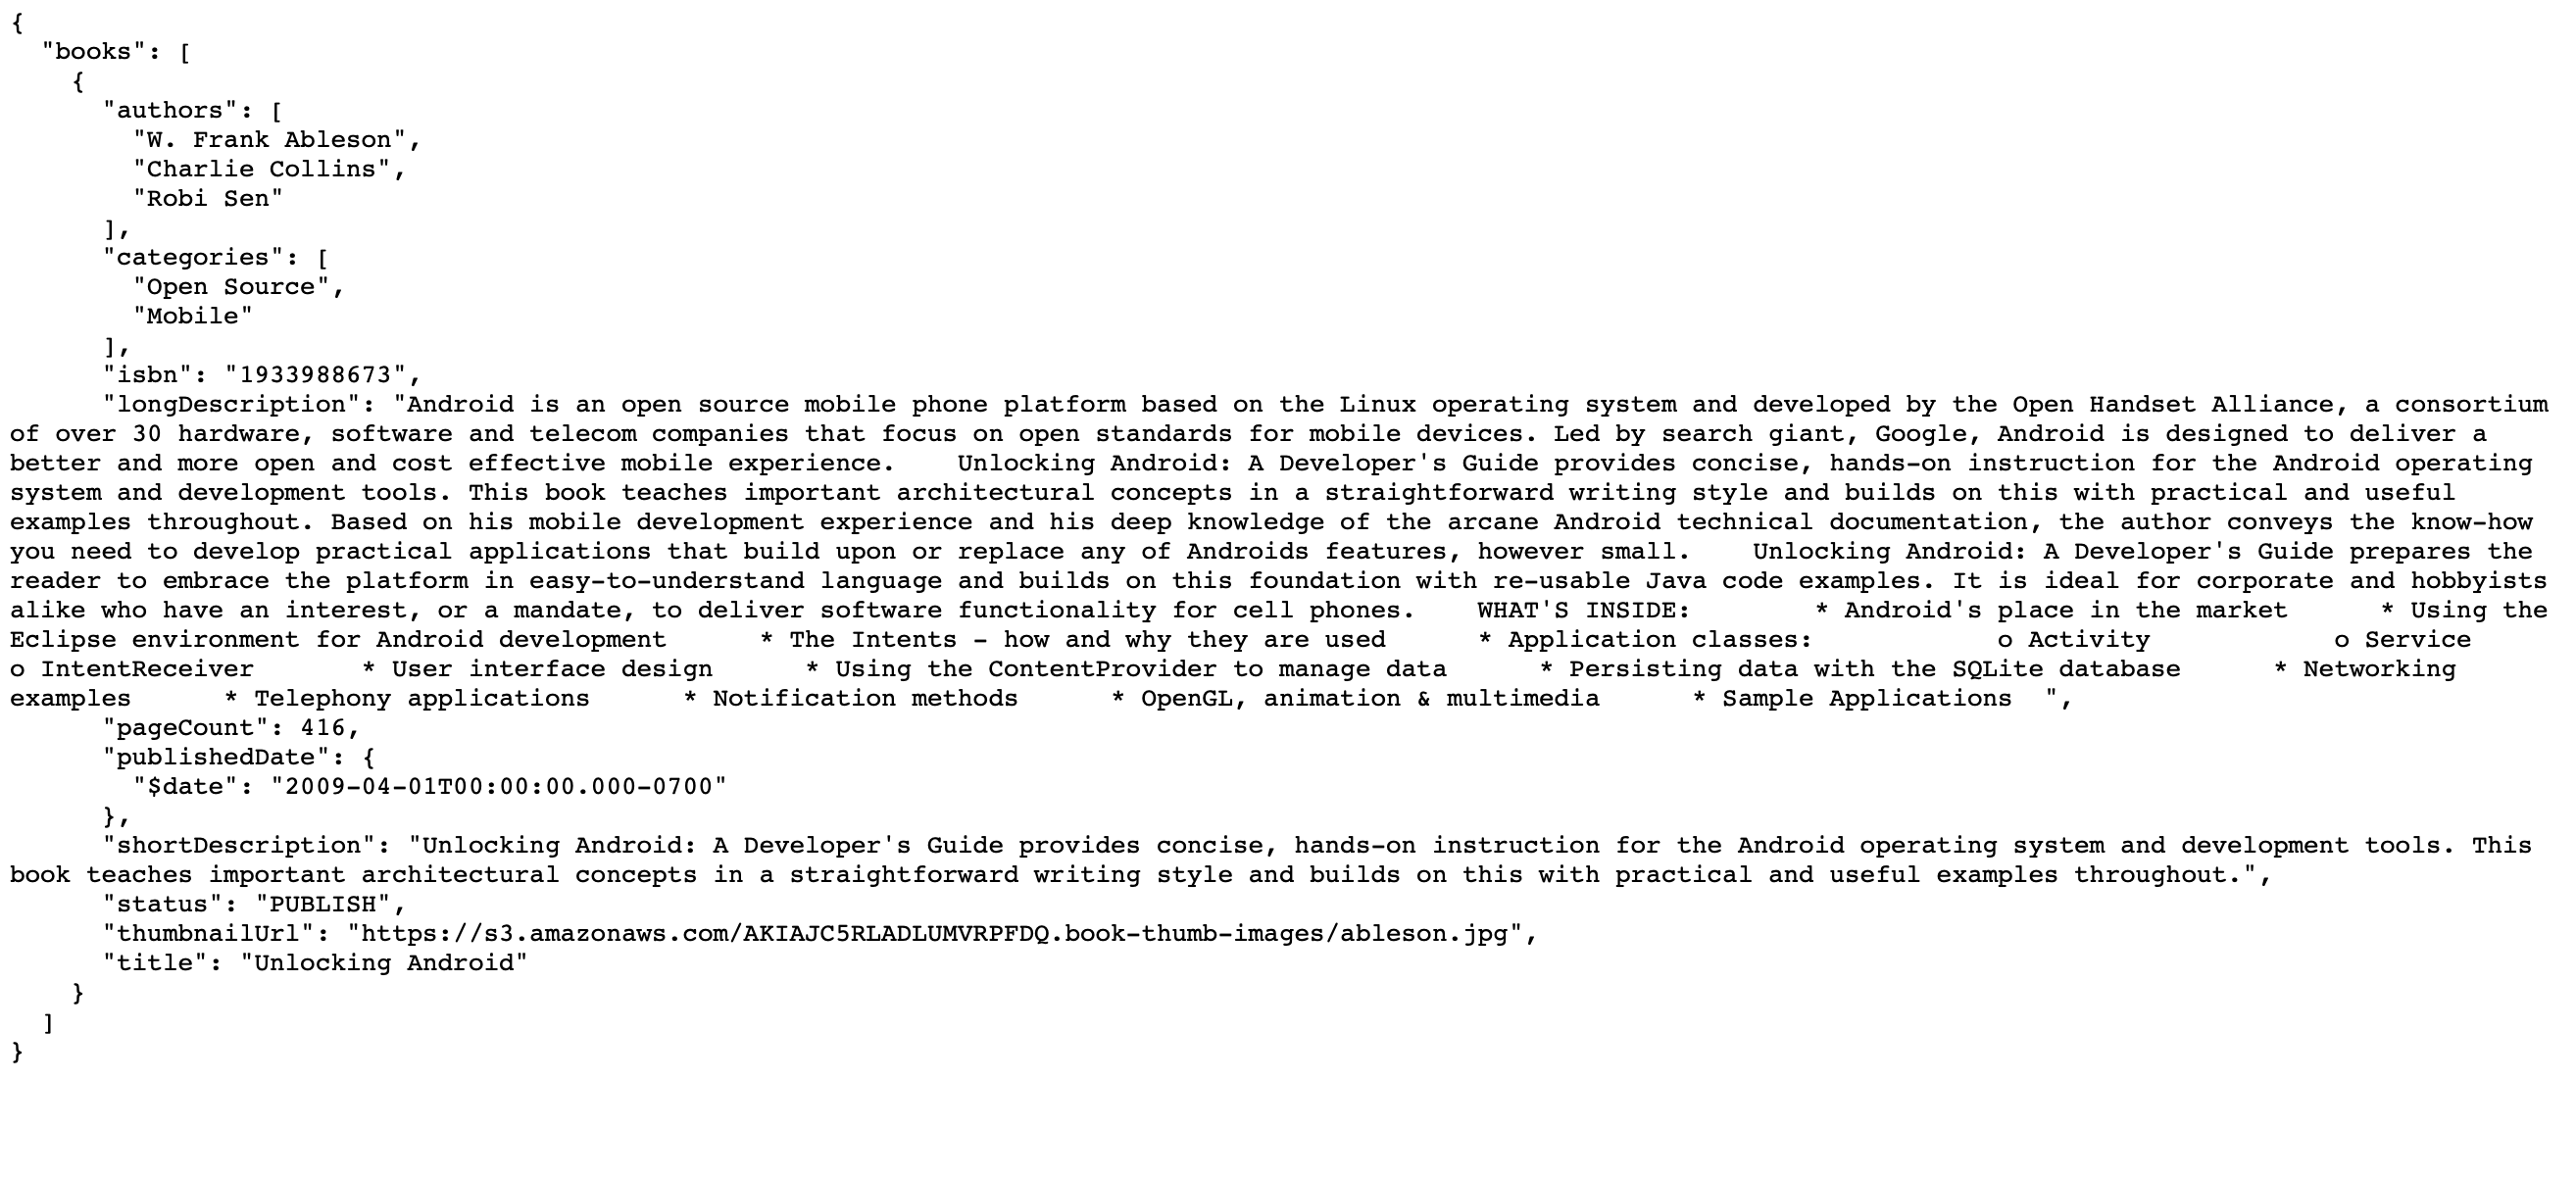 {
  "books": [
    {
      "authors": [
        "W. Frank Ableson",
        "Charlie Collins",
        "Robi Sen"
      ],
      "categories": [
        "Open Source",
        "Mobile"
      ],
      "isbn": "1933988673",
      "longDescription": "Android is an open source mobile phone platform based on the Linux operating system and developed by the Open Handset Alliance, a consortium
of over 30 hardware, software and telecom companies that focus on open standards for mobile devices. Led by search giant, Google, Android is designed to deliver a
better and more open and cost effective mobile experience.    Unlocking Android: A Developer's Guide provides concise, hands-on instruction for the Android operating
system and development tools. This book teaches important architectural concepts in a straightforward writing style and builds on this with practical and useful
examples throughout. Based on his mobile development experience and his deep knowledge of the arcane Android technical documentation, the author conveys the know-how
you need to develop practical applications that build upon or replace any of Androids features, however small.    Unlocking Android: A Developer's Guide prepares the
reader to embrace the platform in easy-to-understand language and builds on this foundation with re-usable Java code examples. It is ideal for corporate and hobbyists
alike who have an interest, or a mandate, to deliver software functionality for cell phones.    WHAT'S INSIDE:        * Android's place in the market      * Using the
Eclipse environment for Android development      * The Intents - how and why they are used      * Application classes:            o Activity            o Service
o IntentReceiver       * User interface design      * Using the ContentProvider to manage data      * Persisting data with the SQLite database      * Networking
examples      * Telephony applications      * Notification methods      * OpenGL, animation & multimedia      * Sample Applications  ",
      "pageCount": 416,
      "publishedDate": {
        "$date": "2009-04-01T00:00:00.000-0700"
      },
      "shortDescription": "Unlocking Android: A Developer's Guide provides concise, hands-on instruction for the Android operating system and development tools. This
book teaches important architectural concepts in a straightforward writing style and builds on this with practical and useful examples throughout.",
      "status": "PUBLISH",
      "thumbnailUrl": "https://s3.amazonaws.com/AKIAJC5RLADLUMVRPFDQ.book-thumb-images/ableson.jpg",
      "title": "Unlocking Android"
    }
  ]
}